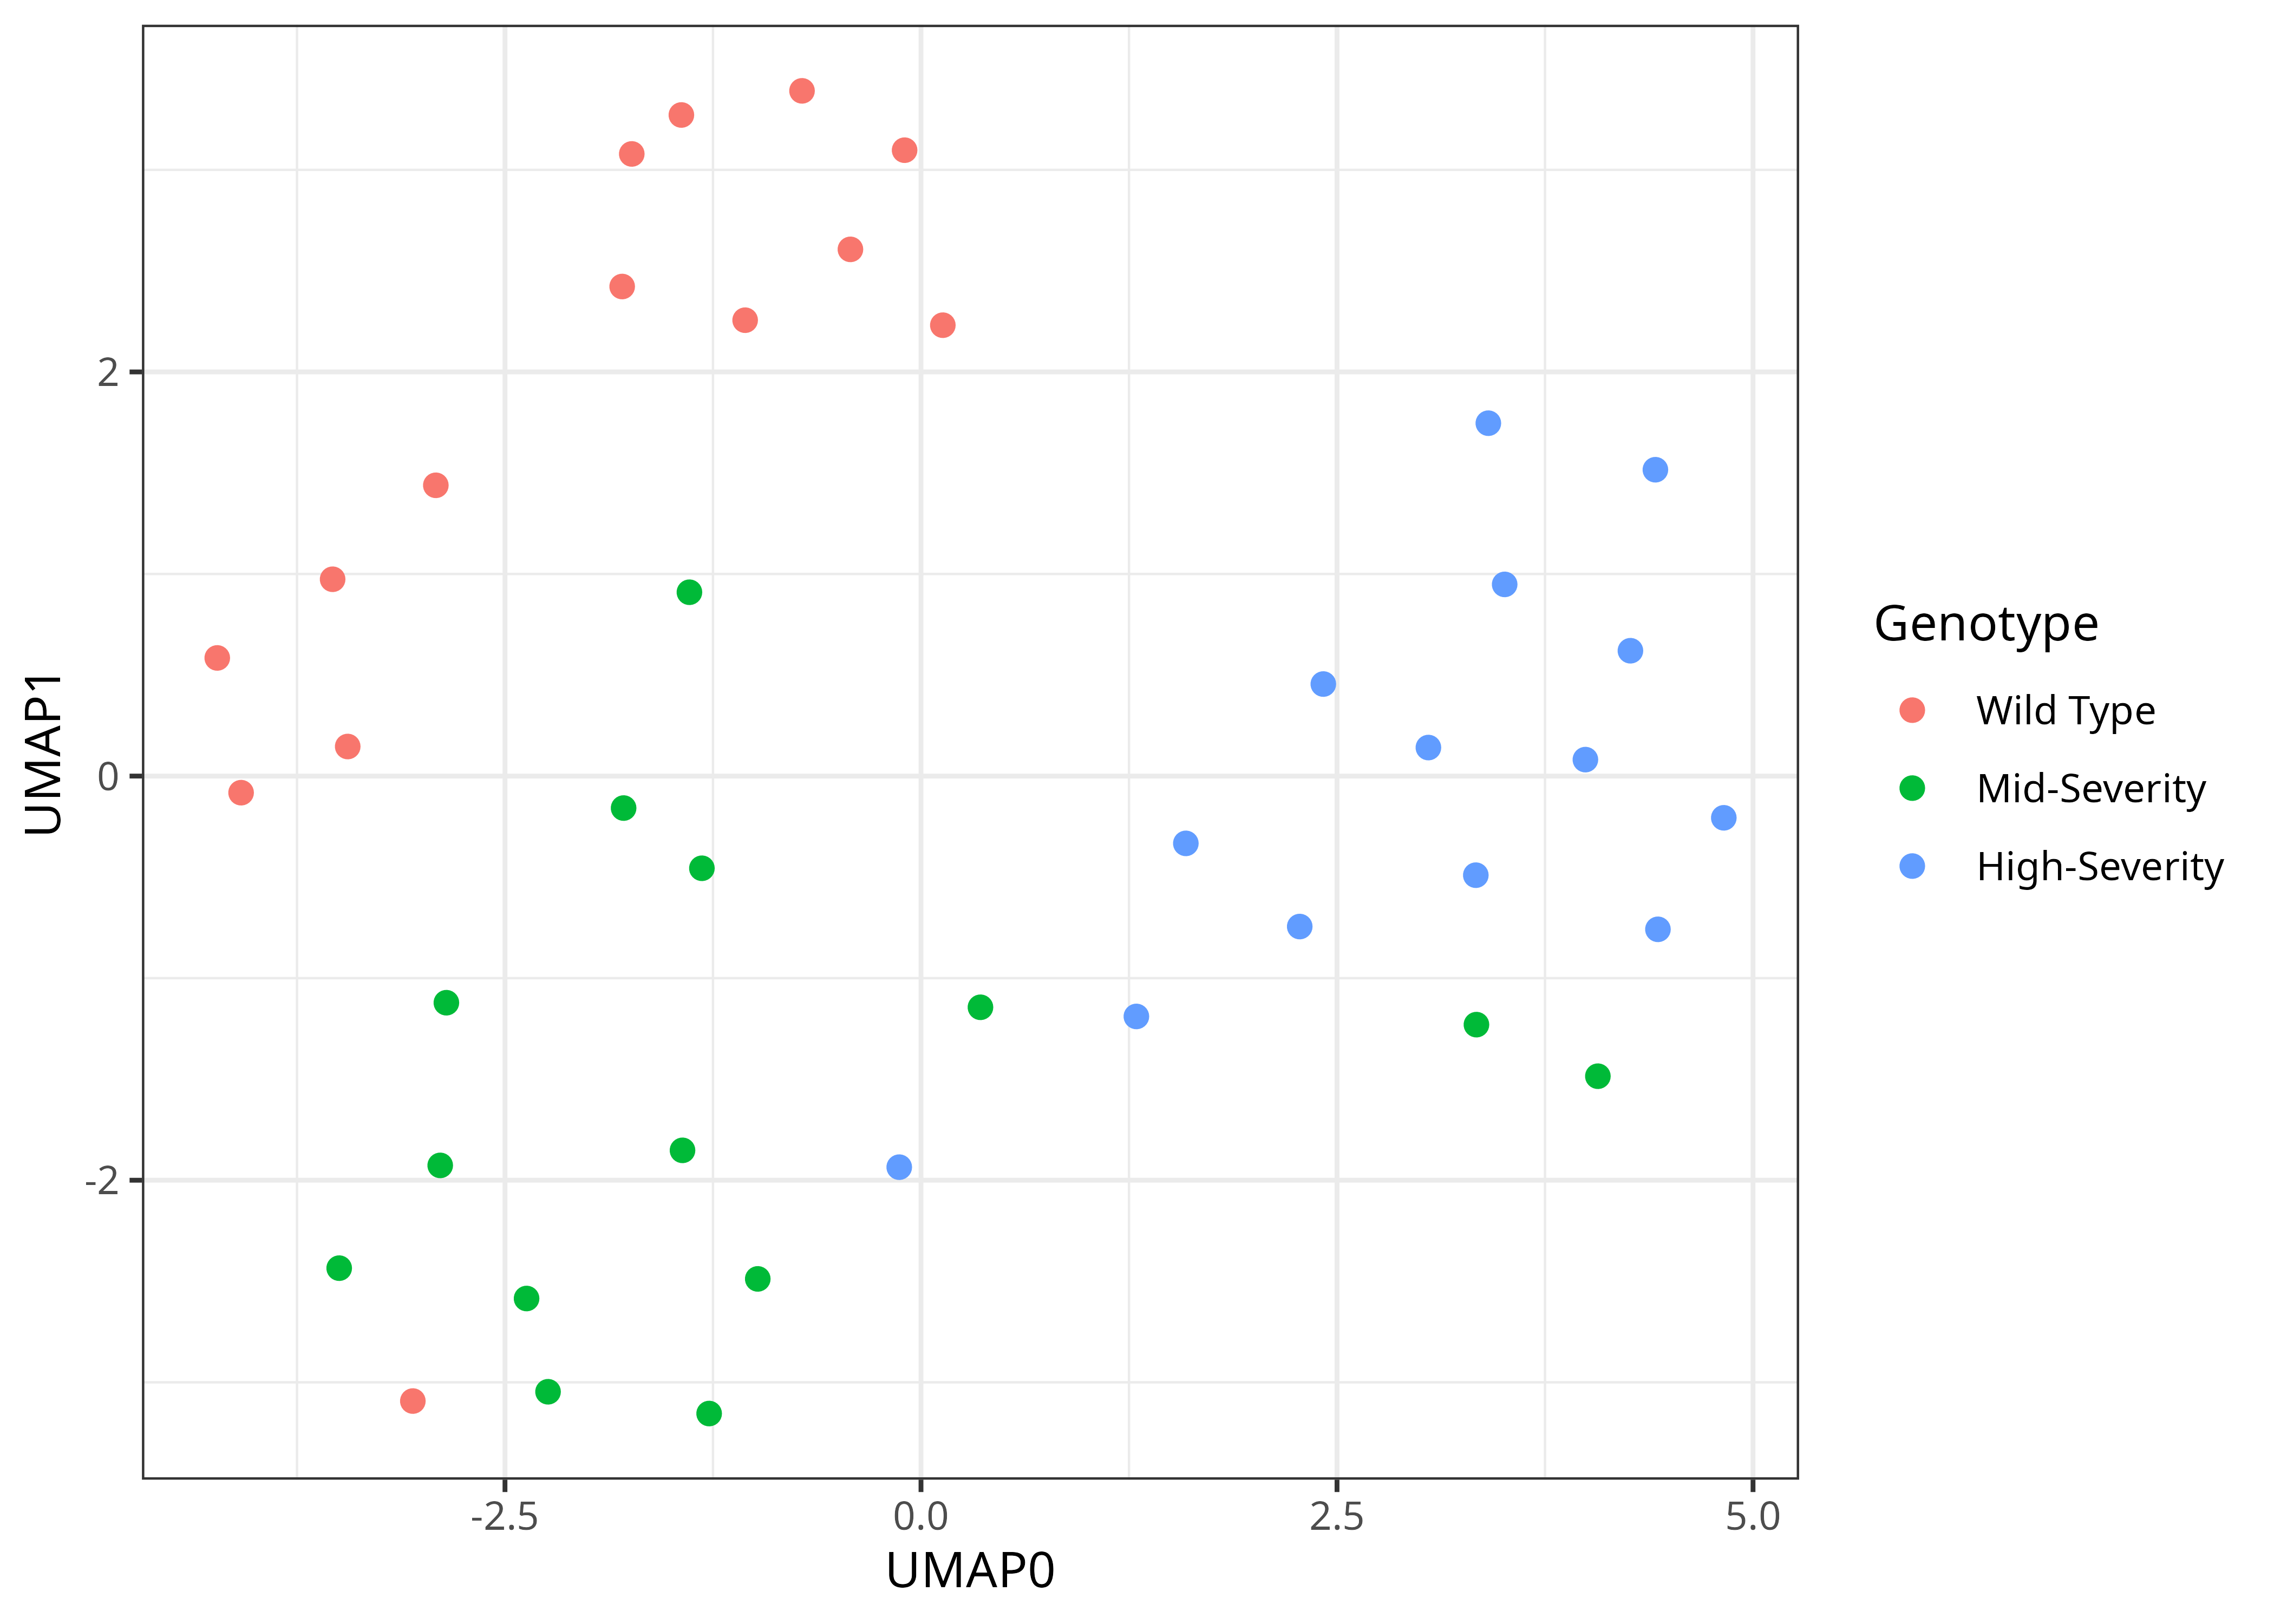 2
0
-2
UMAP1
-2.5 0.0 2.5 5.0
UMAP0
Genotype
Wild Type
Mid-Severity
High-Severity